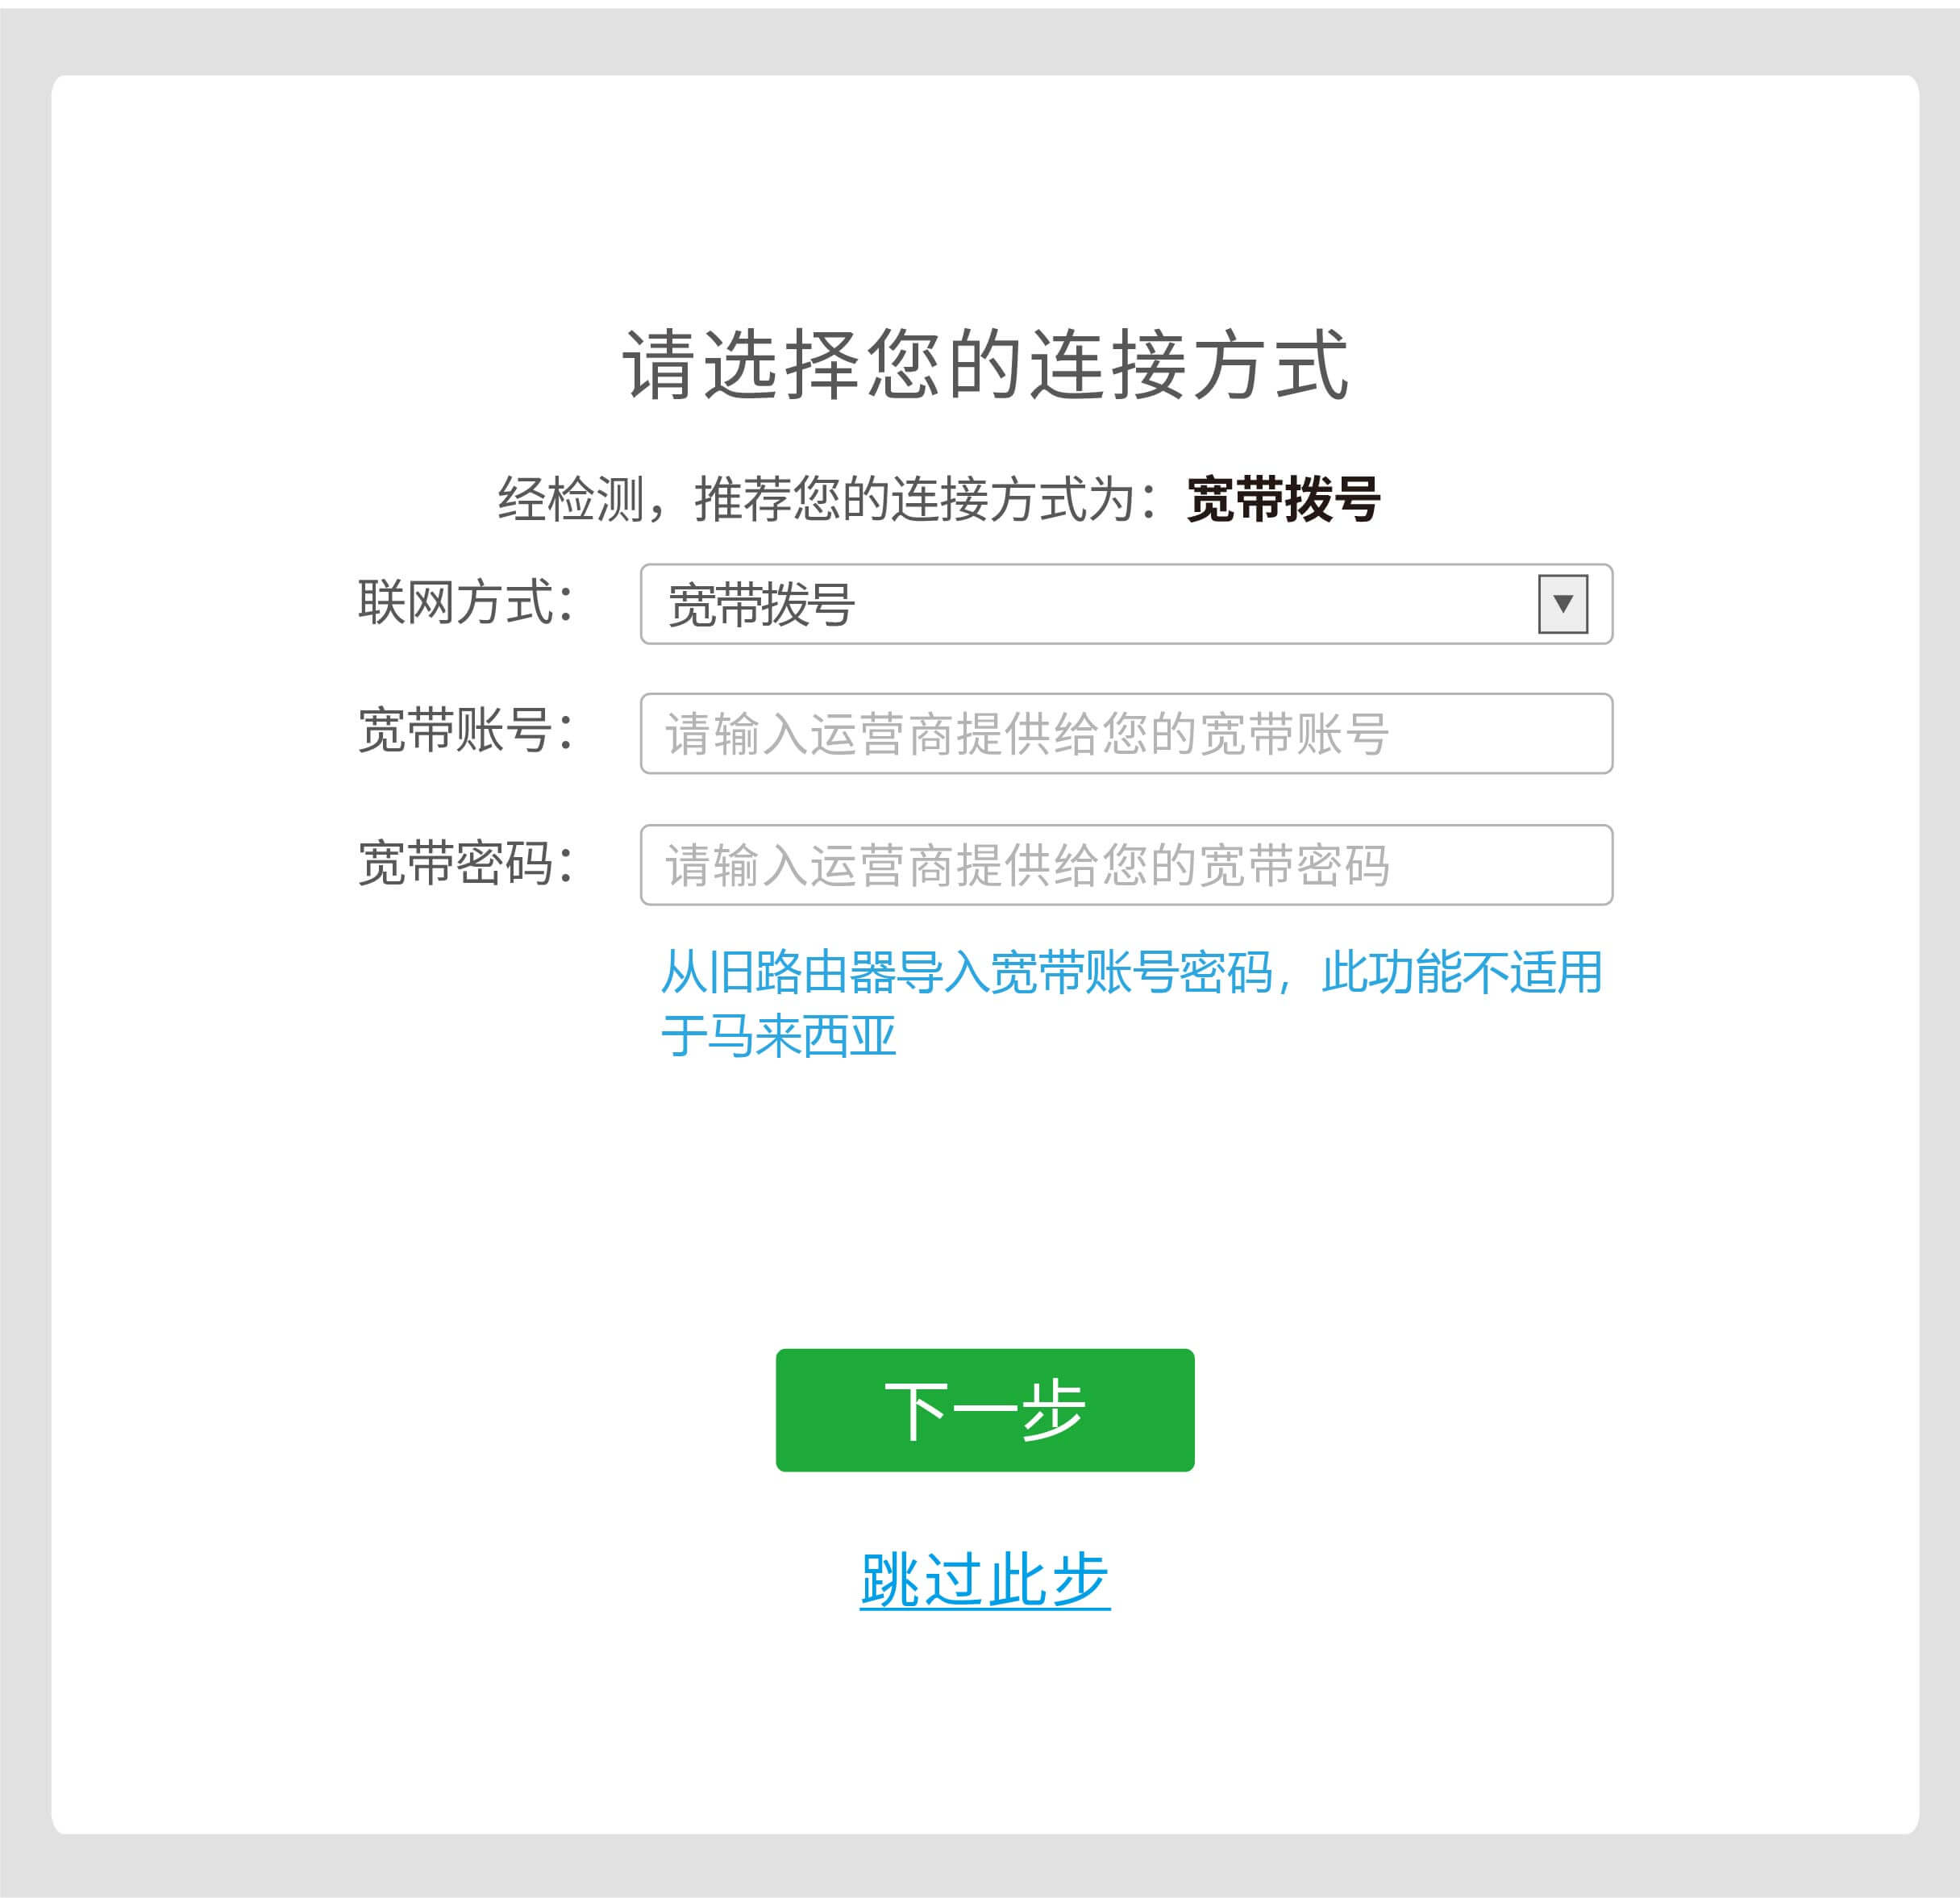 请选择您的连接方式
经检测，推荐您的连接方式为：宽带拨号
联网方式：宽带拨号
宽带账号：请输入运营商提供给您的宽带账号
宽带密码：请输入运营商提供给您的宽带密码
从旧路由器导入宽带账号密码，此功能不适用
于马来西亚
下一步
跳过此步